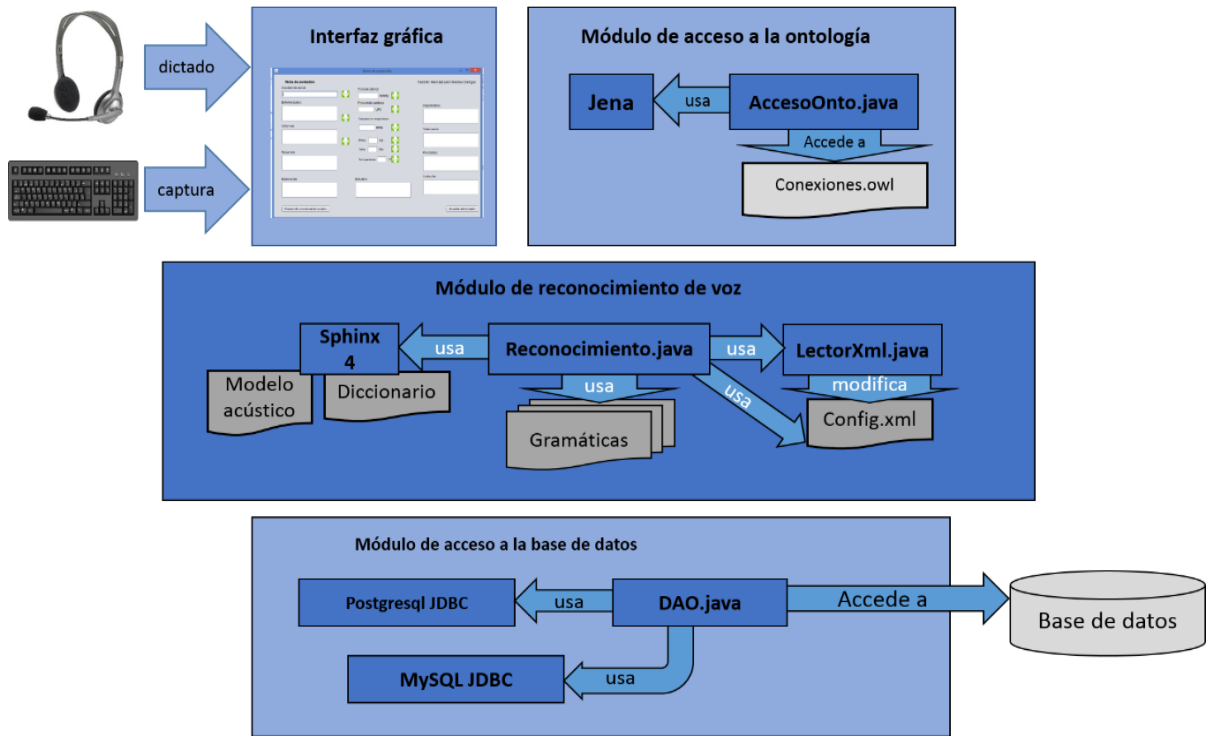 dictado
captura
Interfaz gráfica
Módulo de acceso a la ontología
Jena
usa
AccesoOnto.java
Accede a
Conexiones.owl
Módulo de reconocimiento de voz
Sphinx
4
usa
Reconocimiento.java
usa
LectorXml.java
Modelo
acústico
Diccionario
usa
Gramáticas
usa
modifica
Config.xml
Módulo de acceso a la base de datos
Postgresql JDBC
usa
DAO.java
Accede a
Base de datos
MySQL JDBC
usa